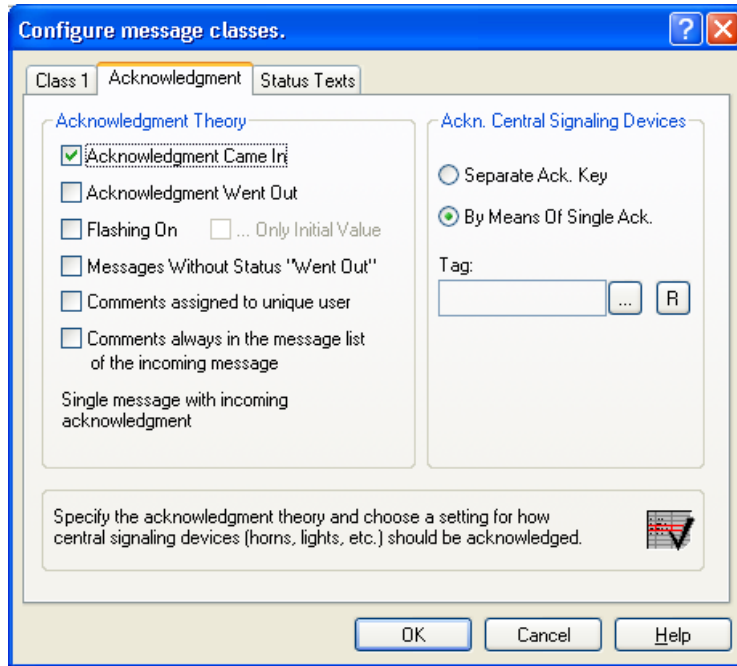 Configure message classes.
Class 1
Acknowledgment
Status Texts
Acknowledgment Theory
Acknowledgment Came In
Acknowledgment Went Out
Flashing On
... Only Initial Value
Messages Without Status "Went Out"
Comments assigned to unique user
Comments always in the message list
of the incoming message
Single message with incoming
acknowledgment
Ackn. Central Signaling Devices
Separate Ack. Key
By Means Of Single Ack.
Tag:
...
R
Specify the acknowledgment theory and choose a setting for how
central signaling devices (horns, lights, etc.) should be acknowledged.
OK
Cancel
Help